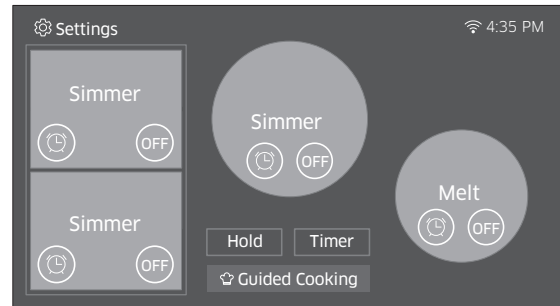 Settings
4:35 PM
Simmer
OFF
Simmer
OFF
Simmer
OFF
Melt
OFF
Hold
Timer
Guided Cooking